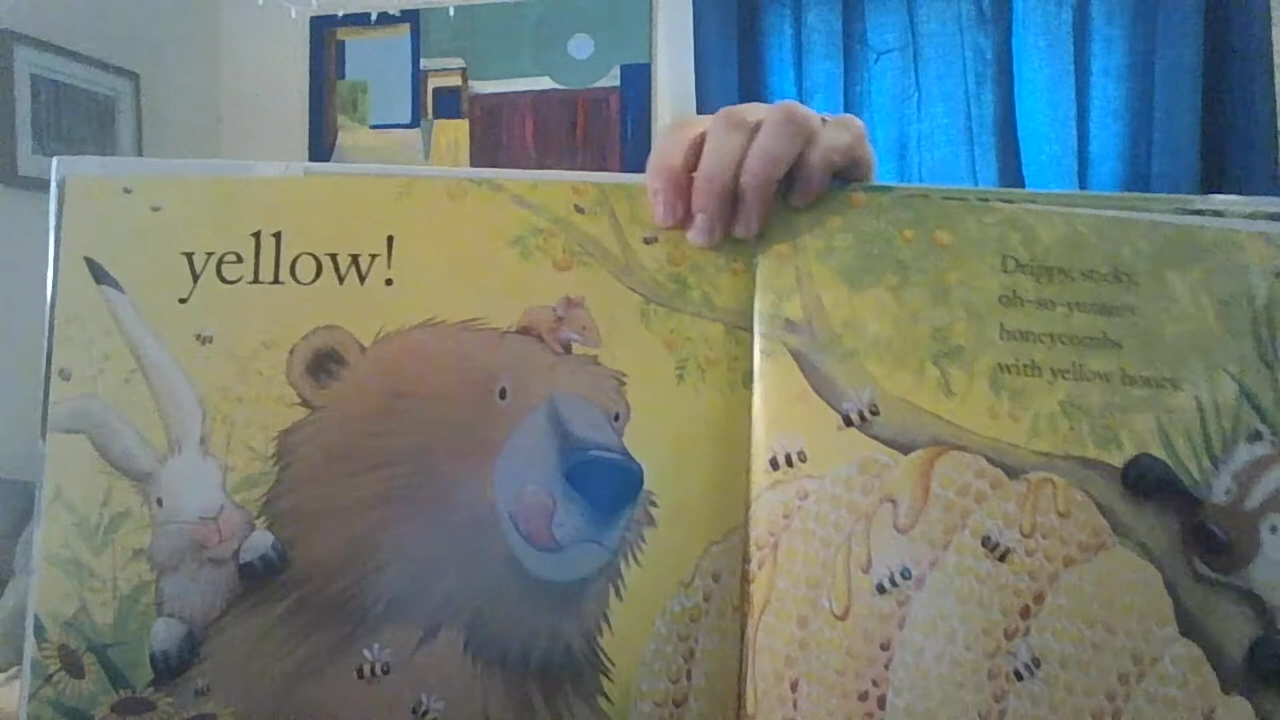 yellow!
Drippy, sticky,
oh-so-yummy
honeycombs
with yellow honey.